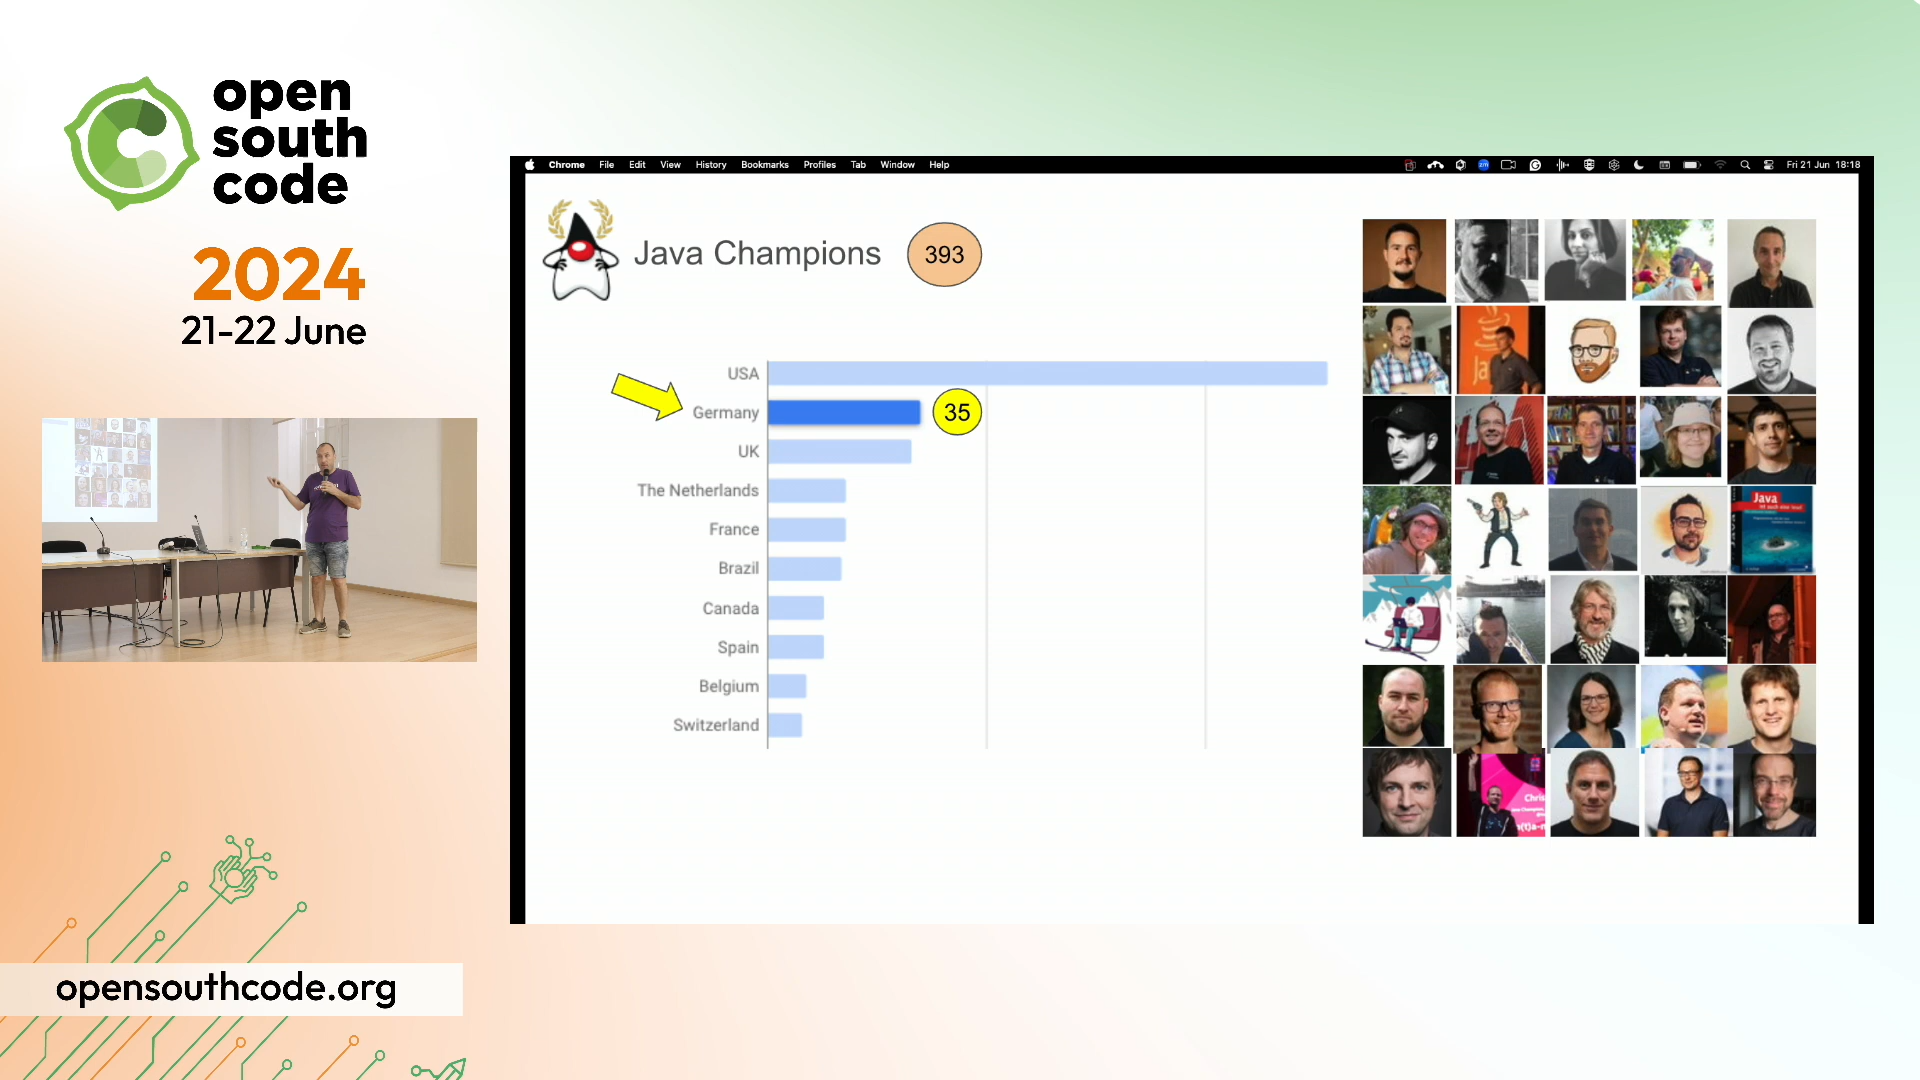 open
south
code
2024
21-22 June
opensouthcode.org
Chrome File Edit View History Bookmarks Profiles Tab Window Help
Fri 21 Jun 18:18
Java Champions
393
USA
Germany
35
UK
The Netherlands
France
Brazil
Canada
Spain
Belgium
Switzerland
Java